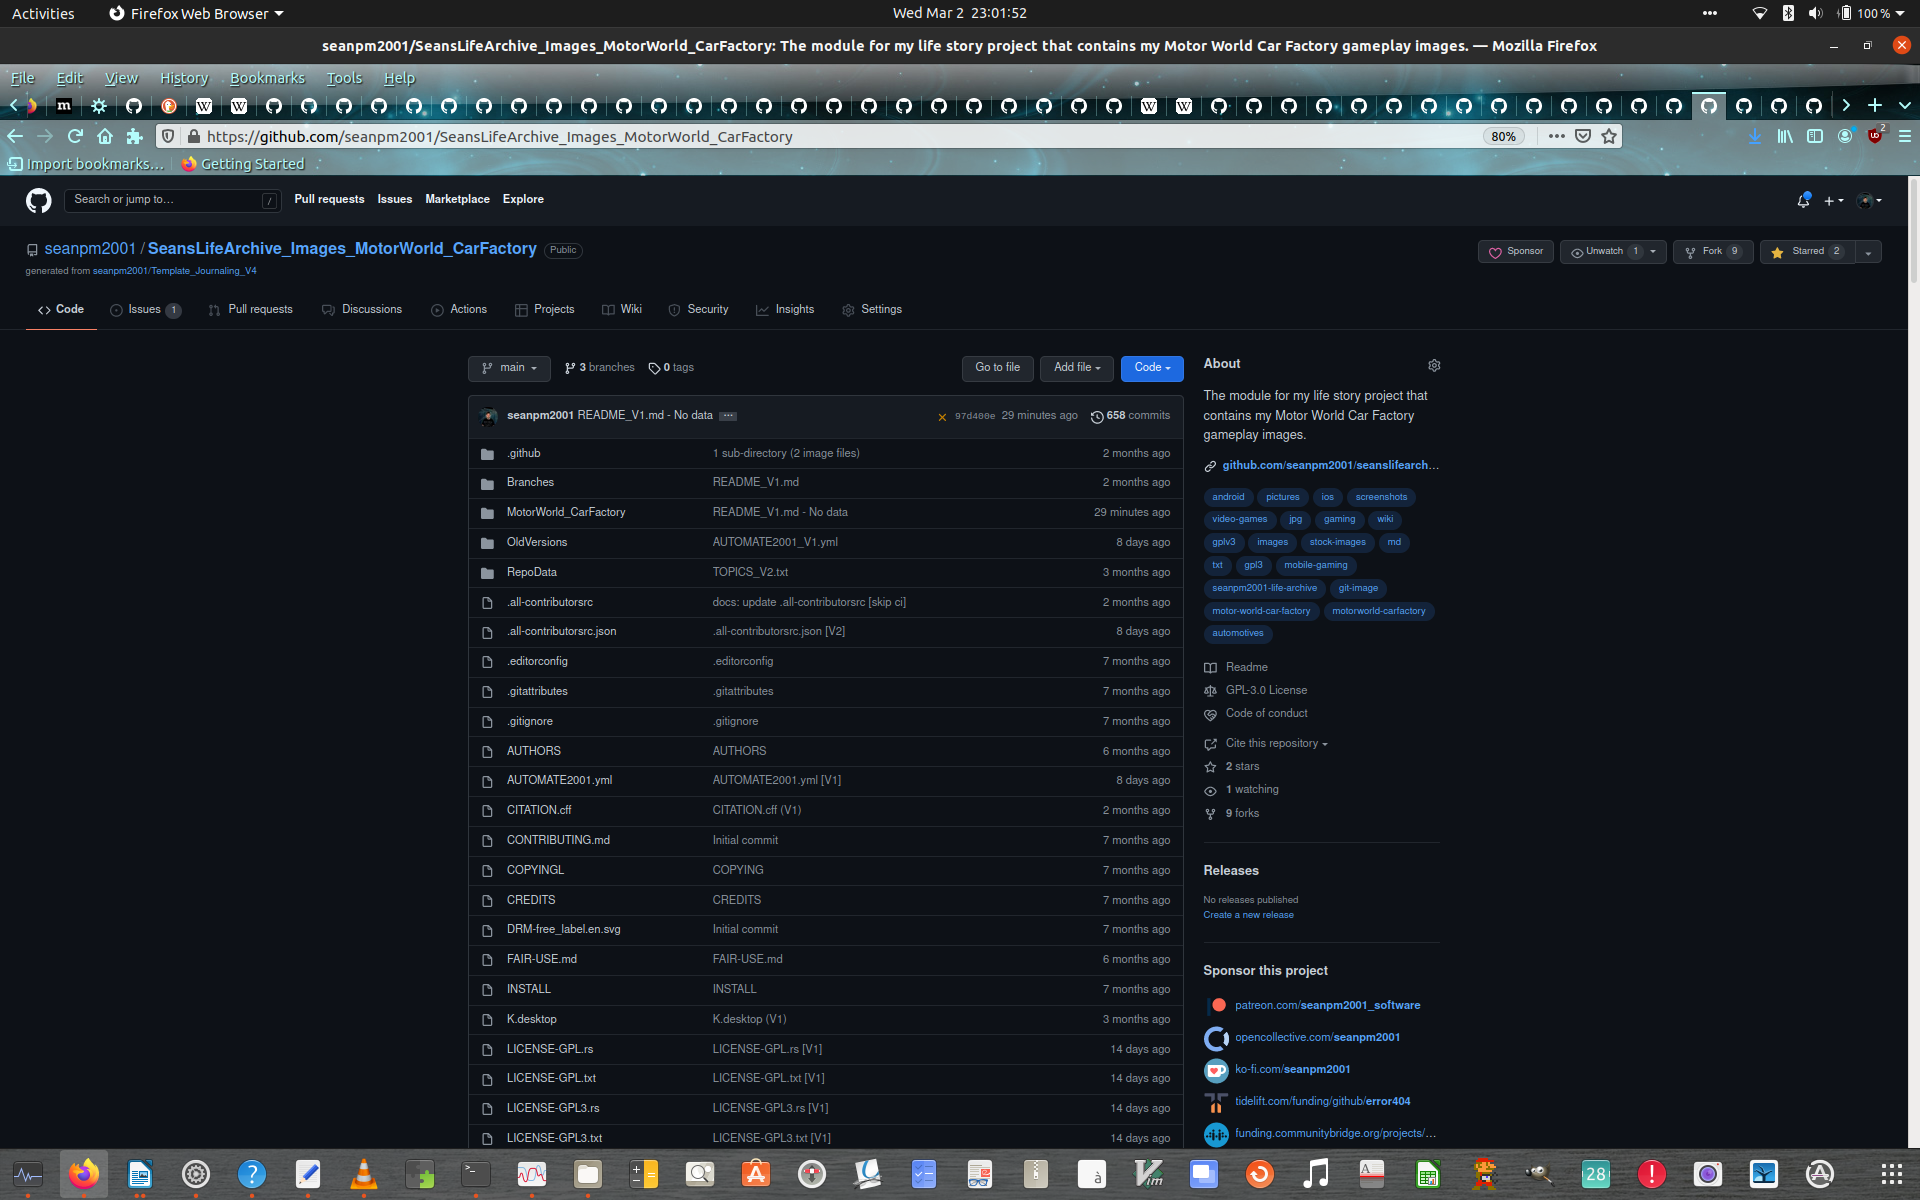 Activities Firefox Web Browser Wed Mar 2 23:01:52 100 %
seanpm2001/SeansLifeArchive_Images_MotorWorld_CarFactory: The module for my life story project that contains my Motor World Car Factory gameplay images. — Mozilla Firefox
File Edit View History Bookmarks Tools Help
https://github.com/seanpm2001/SeansLifeArchive_Images_MotorWorld_CarFactory 80% 2
Import bookmarks… Getting Started
Search or jump to… / Pull requests Issues Marketplace Explore
seanpm2001 / SeansLifeArchive_Images_MotorWorld_CarFactory Public
Sponsor Unwatch 1 Fork 9 Starred 2
generated from seanpm2001/Template_Journaling_V4
Code Issues 1 Pull requests Discussions Actions Projects Wiki Security Insights Settings
main 3 branches 0 tags Go to file Add file Code
seanpm2001 README_V1.md - No data ··· 97d400e 29 minutes ago 658 commits
.github 1 sub-directory (2 image files) 2 months ago
Branches README_V1.md 2 months ago
MotorWorld_CarFactory README_V1.md - No data 29 minutes ago
OldVersions AUTOMATE2001_V1.yml 8 days ago
RepoData TOPICS_V2.txt 3 months ago
.all-contributorsrc docs: update .all-contributorsrc [skip ci] 2 months ago
.all-contributorsrc.json .all-contributorsrc.json [V2] 8 days ago
.editorconfig .editorconfig 7 months ago
.gitattributes .gitattributes 7 months ago
.gitignore .gitignore 7 months ago
AUTHORS AUTHORS 6 months ago
AUTOMATE2001.yml AUTOMATE2001.yml [V1] 8 days ago
CITATION.cff CITATION.cff (V1) 2 months ago
CONTRIBUTING.md Initial commit 7 months ago
COPYINGL COPYING 7 months ago
CREDITS CREDITS 7 months ago
DRM-free_label.en.svg Initial commit 7 months ago
FAIR-USE.md FAIR-USE.md 6 months ago
INSTALL INSTALL 7 months ago
K.desktop K.desktop (V1) 3 months ago
LICENSE-GPL.rs LICENSE-GPL.rs [V1] 14 days ago
LICENSE-GPL.txt LICENSE-GPL.txt [V1] 14 days ago
LICENSE-GPL3.rs LICENSE-GPL3.rs [V1] 14 days ago
LICENSE-GPL3.txt LICENSE-GPL3.txt [V1] 14 days ago
About
The module for my life story project that
contains my Motor World Car Factory
gameplay images.
github.com/seanpm2001/seanslifearch…
android pictures ios screenshots
video-games jpg gaming wiki
gplv3 images stock-images md
txt gpl3 mobile-gaming
seanpm2001-life-archive git-image
motor-world-car-factory motorworld-carfactory
automotives
Readme
GPL-3.0 License
Code of conduct
Cite this repository
2 stars
1 watching
9 forks
Releases
No releases published
Create a new release
Sponsor this project
patreon.com/seanpm2001_software
opencollective.com/seanpm2001
ko-fi.com/seanpm2001
tidelift.com/funding/github/error404
funding.communitybridge.org/projects/…
28